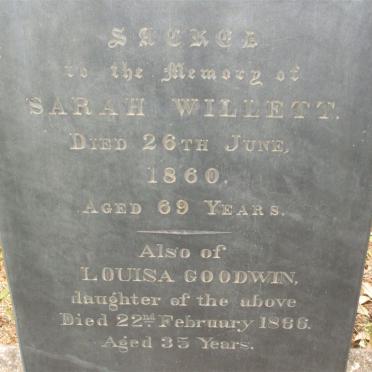 SACRED
to the Memory of
SARAH WILLETT.
DIED 26TH JUNE,
1860.
AGED 69 YEARS.
Also of
LOUISA GOODWIN,
daughter of the above
Died 22nd February 1866.
Aged 35 Years.